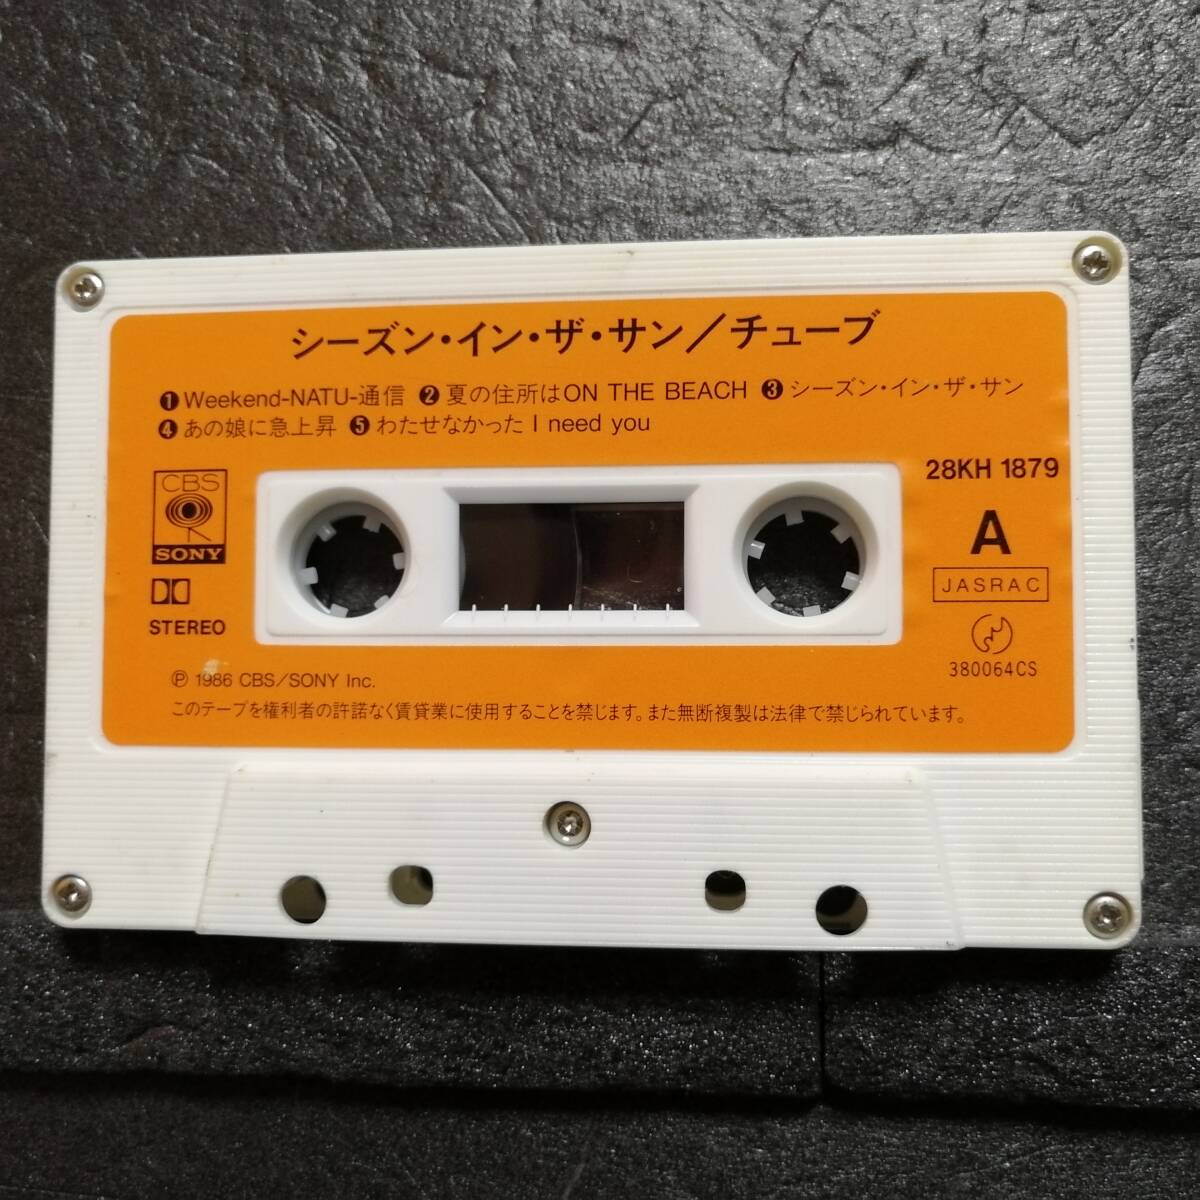 シーズン・イン・ザ・サン／チューブ
❶ Weekend-NATU-通信 ❷ 夏の住所はON THE BEACH ❸ シーズン・イン・ザ・サン
❹ あの娘に急上昇 ❺ わたせなかった I need you
CBS
SONY
STEREO
28KH 1879
A
JASRAC
380064CS
Ⓟ 1986 CBS／SONY Inc.
このテープを権利者の許諾なく賃貸業に使用することを禁じます。また無断複製は法律で禁じられています。